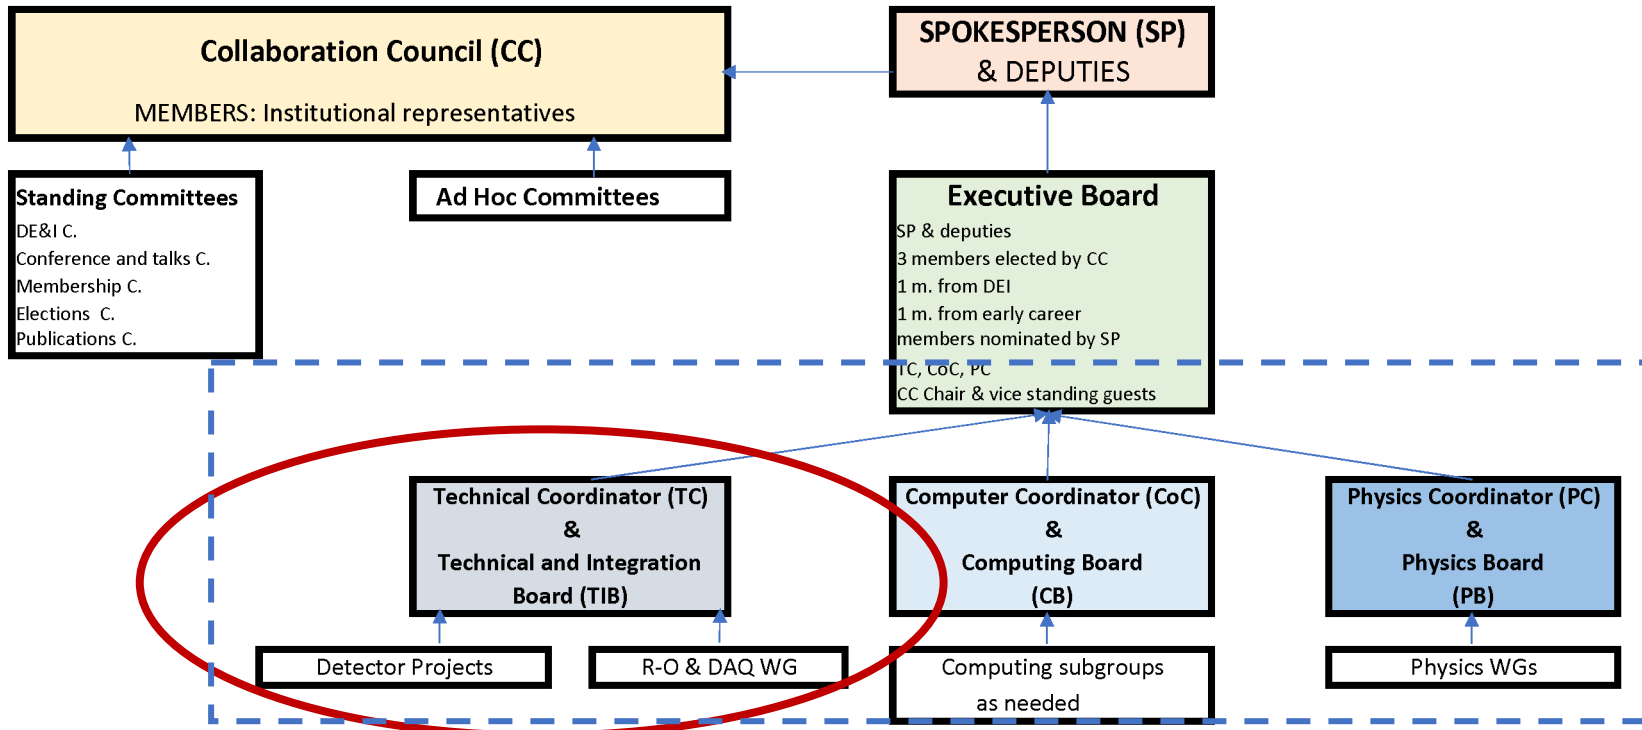 Collaboration Council (CC)
MEMBERS: Institutional representatives
SPOKESPERSON (SP)
& DEPUTIES
Standing Committees
DE&I C.
Conference and talks C.
Membership C.
Elections  C.
Publications C.
Ad Hoc Committees
Executive Board
SP & deputies
3 members elected by CC
1 m. from DEI
1 m. from early career
members nominated by SP
TC, CoC, PC
CC Chair & vice standing guests
Technical Coordinator (TC)
&
Technical and Integration
Board (TIB)
Computer Coordinator (CoC)
&
Computing Board
(CB)
Physics Coordinator (PC)
&
Physics Board
(PB)
Detector Projects
R-O & DAQ WG
Computing subgroups
as needed
Physics WGs